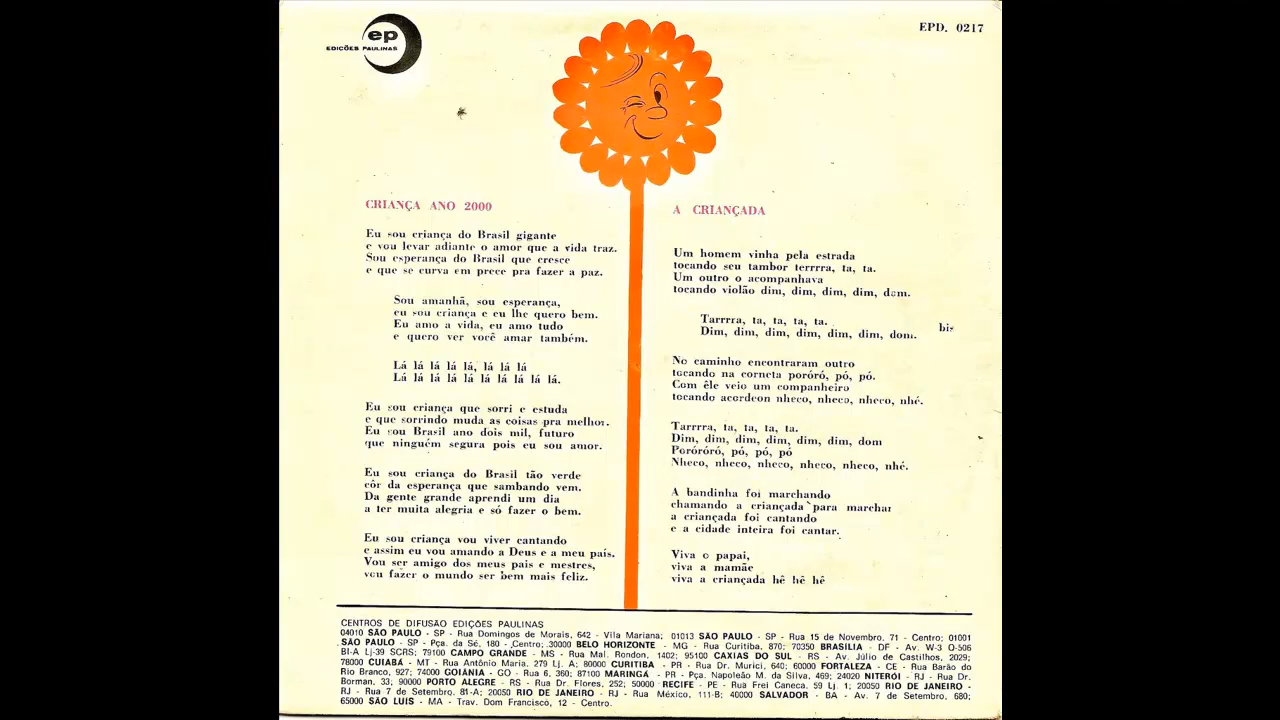 ep
EDIÇÕES PAULINAS
EPD. 0217
CRIANÇA ANO 2000
Eu sou criança do Brasil gigante
e vou levar adiante o amor que a vida traz.
Sou esperança do Brasil que cresce
e que se curva em prece pra fazer a paz.
Sou amanhã, sou esperança,
eu sou criança e eu lhe quero bem.
Eu amo a vida, eu amo tudo
e quero ver você amar também.
Lá lá lá lá lá, lá lá lá
Lá lá lá lá lá lá lá lá lá lá.
Eu sou criança que sorri e estuda
e que sorrindo muda as coisas pra melhor.
Eu sou Brasil ano dois mil, futuro
que ninguém segura pois eu sou amor.
Eu sou criança do Brasil tão verde
côr da esperança que sambando vem.
Da gente grande aprendi um dia
a ter muita alegria e só fazer o bem.
Eu sou criança vou viver cantando
e assim eu vou amando a Deus e a meu país.
Vou ser amigo dos meus pais e mestres,
vou fazer o mundo ser bem mais feliz.
A CRIANÇADA
Um homem vinha pela estrada
tocando seu tambor terrrra, ta, ta.
Um outro o acompanhava
tocando violão dim, dim, dim, dim, dom.
Tarrrra, ta, ta, ta, ta.
Dim, dim, dim, dim, dim, dim, dom. bis
No caminho encontraram outro
tocando na corneta poróró, pó, pó.
Com êle veio um companheiro
tocando acordeon nheco, nheco, nheco, nhé.
Tarrrra, ta, ta, ta, ta.
Dim, dim, dim, dim, dim, dim, dom
Poróróró, pó, pó, pó
Nheco, nheco, nheco, nheco, nheco, nhé.
A bandinha foi marchando
chamando a criançada para marchar
a criançada foi cantando
e a cidade inteira foi cantar.
Viva o papai,
viva a mamãe
viva a criançada hê hê hê
CENTROS DE DIFUSÃO EDIÇÕES PAULINAS
04010 SÃO PAULO - SP - Rua Domingos de Morais, 642 - Vila Mariana; 01013 SÃO PAULO - SP - Rua 15 de Novembro, 71 - Centro; 01001
SÃO PAULO - SP - Pça. da Sé, 180 - Centro; 30000 BELO HORIZONTE - MG - Rua Curitiba, 870; 70350 BRASÍLIA - DF - Av. W-3 Q-506
Bl-A Lj-39 SCRS; 79100 CAMPO GRANDE - MS - Rua Mal. Rondon, 1402; 95100 CAXIAS DO SUL - RS - Av. Júlio de Castilhos, 2029;
78000 CUIABÁ - MT - Rua Antônio Maria, 279 Lj. A; 80000 CURITIBA - PR - Rua Dr. Murici, 640; 60000 FORTALEZA - CE - Rua Barão do
Rio Branco, 927; 74000 GOIÂNIA - GO - Rua 6, 360; 87100 MARINGÁ - PR - Pça. Napoleão M. da Silva, 469; 24020 NITERÓI - RJ - Rua Dr.
Borman, 33; 90000 PORTO ALEGRE - RS - Rua Dr. Flores, 252; 50000 - RECIFE - PE - Rua Frei Caneca, 59 Lj. 1; 20050 RIO DE JANEIRO -
RJ - Rua 7 de Setembro, 81-A; 20050 RIO DE JANEIRO - RJ - Rua México, 111-B; 40000 SALVADOR - BA - Av. 7 de Setembro, 680;
65000 SÃO LUIS - MA - Trav. Dom Francisco, 12 - Centro.